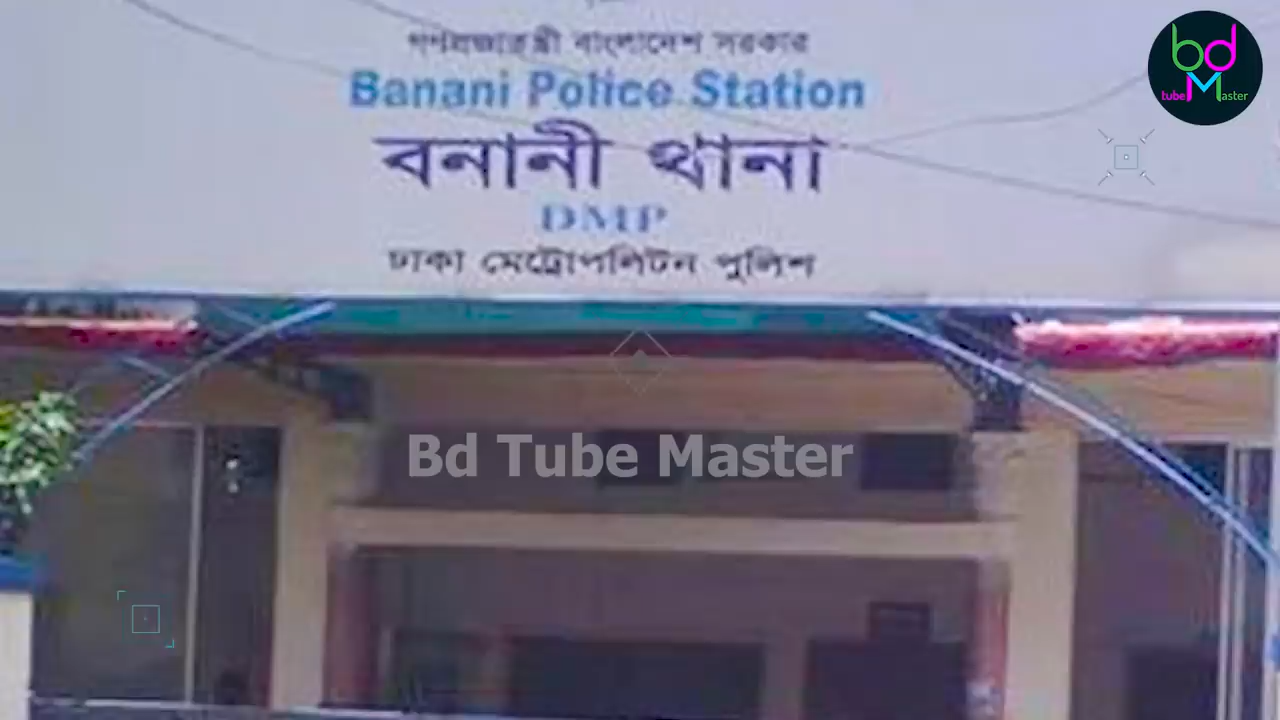 গণপ্রজাতন্ত্রী বাংলাদেশ সরকার
Banani Police Station
বনানী থানা
DMP
ঢাকা মেট্রোপলিটন পুলিশ
bd
tube Master
Bd Tube Master